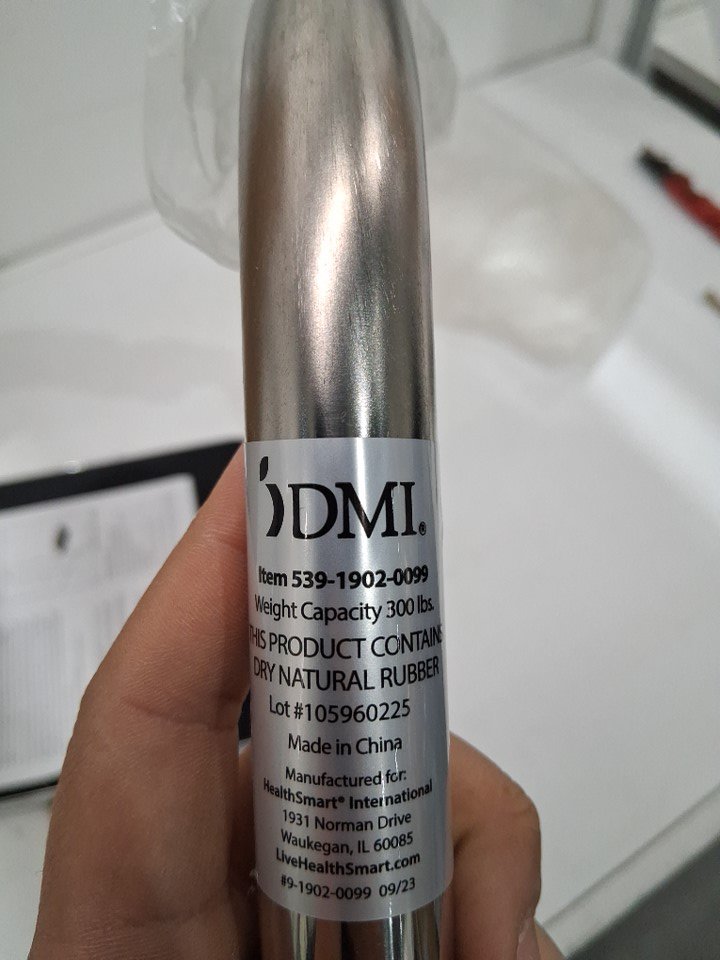 DMI®
Item 539-1902-0099
Weight Capacity 300 lbs.
THIS PRODUCT CONTAINS
DRY NATURAL RUBBER
Lot #105960225
Made in China
Manufactured for:
HealthSmart® International
1931 Norman Drive
Waukegan, IL 60085
LiveHealthSmart.com
#9-1902-0099 09/23